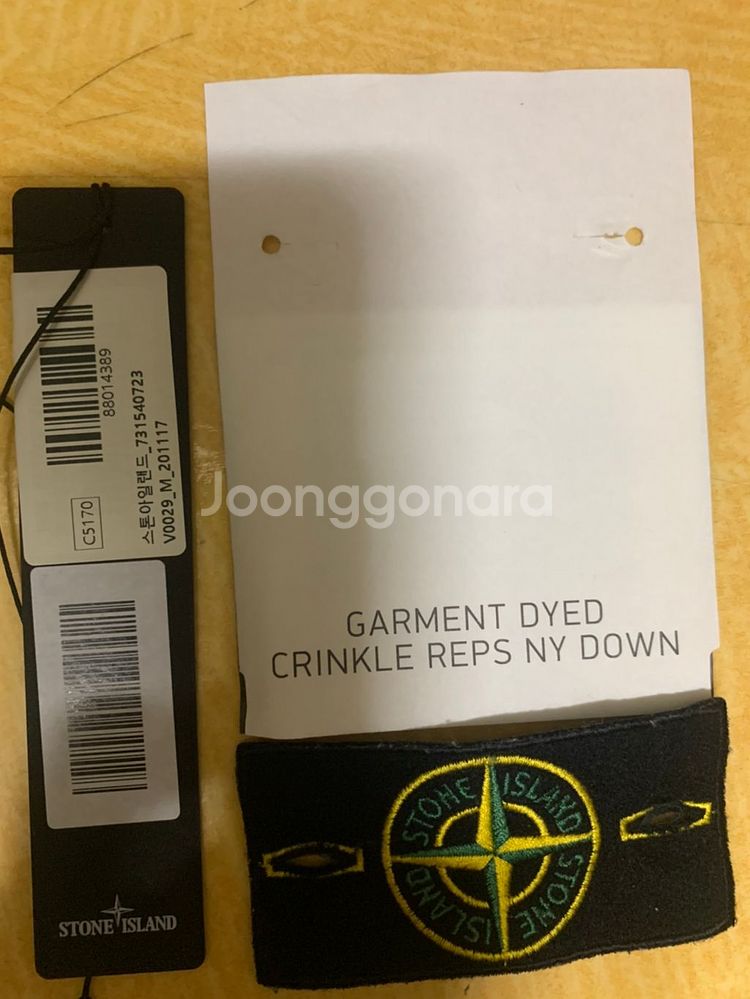 88014389
C5170
스톤아일랜드_731540723
V0029_M_201117
STONE ISLAND
Joonggonara
GARMENT DYED
CRINKLE REPS NY DOWN
STONE ISLAND STONE ISLAND